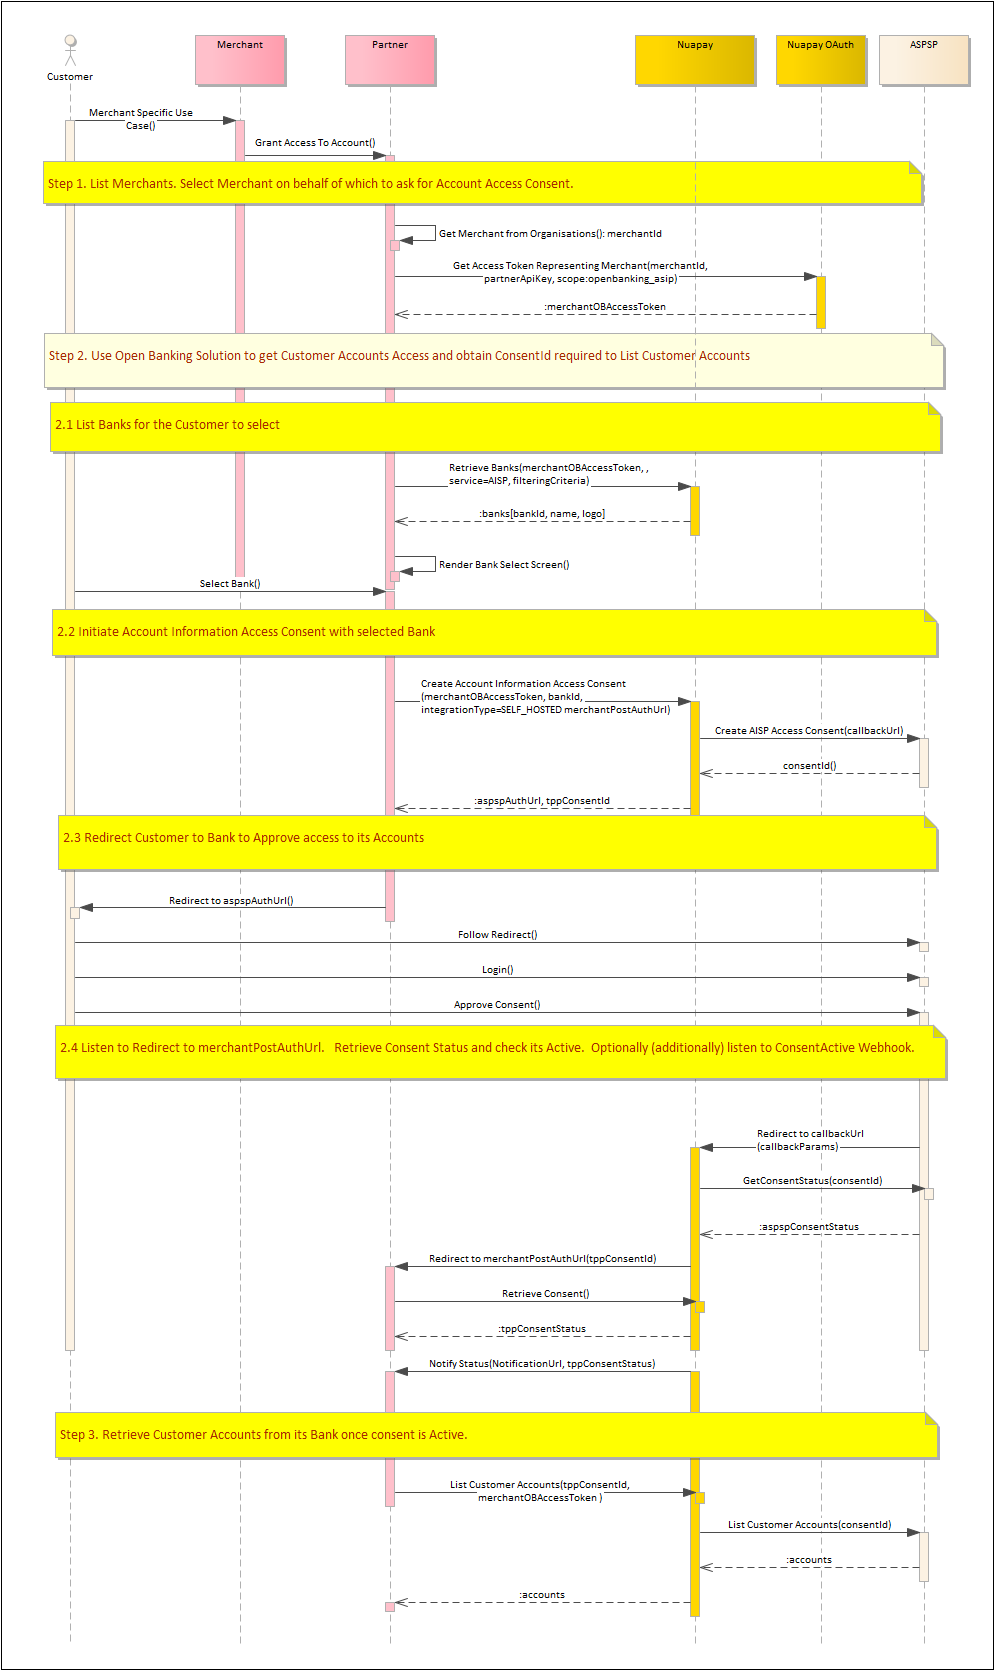 Customer
Merchant
Partner
Nuapay
Nuapay OAuth
ASPSP
Merchant Specific Use
Case()
Grant Access To Account()
Step 1. List Merchants. Select Merchant on behalf of which to ask for Account Access Consent.
Get Merchant from Organisations(): merchantId
Get Access Token Representing Merchant(merchantId,
partnerApiKey, scope:openbanking_asip)
:merchantOBAccessToken
Step 2. Use Open Banking Solution to get Customer Accounts Access and obtain ConsentId required to List Customer Accounts
2.1 List Banks for the Customer to select
Retrieve Banks(merchantOBAccessToken, ,
service=AISP, filteringCriteria)
:banks[bankId, name, logo]
Render Bank Select Screen()
Select Bank()
2.2 Initiate Account Information Access Consent with selected Bank
Create Account Information Access Consent
(merchantOBAccessToken, bankId,
integrationType=SELF_HOSTED merchantPostAuthUrl)
Create AISP Access Consent(callbackUrl)
consentId()
:aspspAuthUrl, tppConsentId
2.3 Redirect Customer to Bank to Approve access to its Accounts
Redirect to aspspAuthUrl()
Follow Redirect()
Login()
Approve Consent()
2.4 Listen to Redirect to merchantPostAuthUrl.   Retrieve Consent Status and check its Active.  Optionally (additionally) listen to ConsentActive Webhook.
Redirect to callbackUrl
(callbackParams)
GetConsentStatus(consentId)
:aspspConsentStatus
Redirect to merchantPostAuthUrl(tppConsentId)
Retrieve Consent()
:tppConsentStatus
Notify Status(NotificationUrl, tppConsentStatus)
Step 3. Retrieve Customer Accounts from its Bank once consent is Active.
List Customer Accounts(tppConsentId,
merchantOBAccessToken )
List Customer Accounts(consentId)
:accounts
:accounts